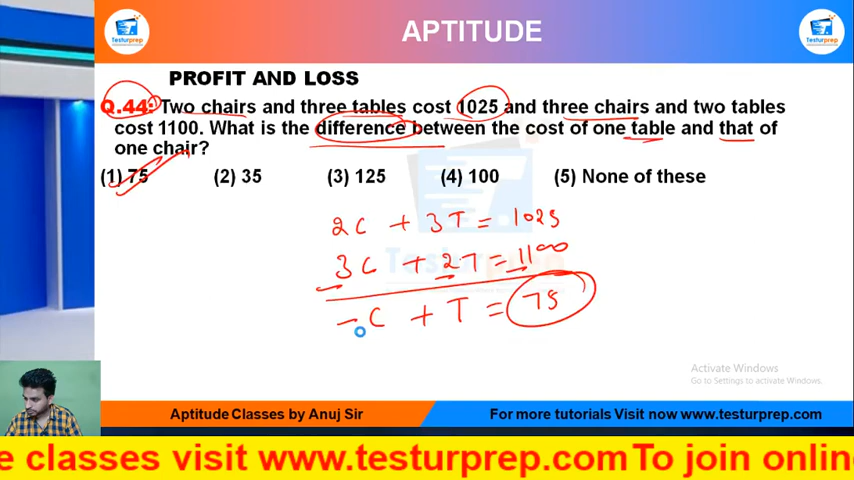 APTITUDE
Testurprep
Testurprep
PROFIT AND LOSS
Q.44: Two chairs and three tables cost 1025 and three chairs and two tables
cost 1100. What is the difference between the cost of one table and that of
one chair?
(1) 75 (2) 35 (3) 125 (4) 100 (5) None of these
2C + 3T = 1025
3C + 2T = 1100
-C + T = 75
Testurprep
Activate Windows
Go to Settings to activate Windows.
Aptitude Classes by Anuj Sir
For more tutorials Visit now www.testurprep.com
e classes visit www.testurprep.com To join onlin